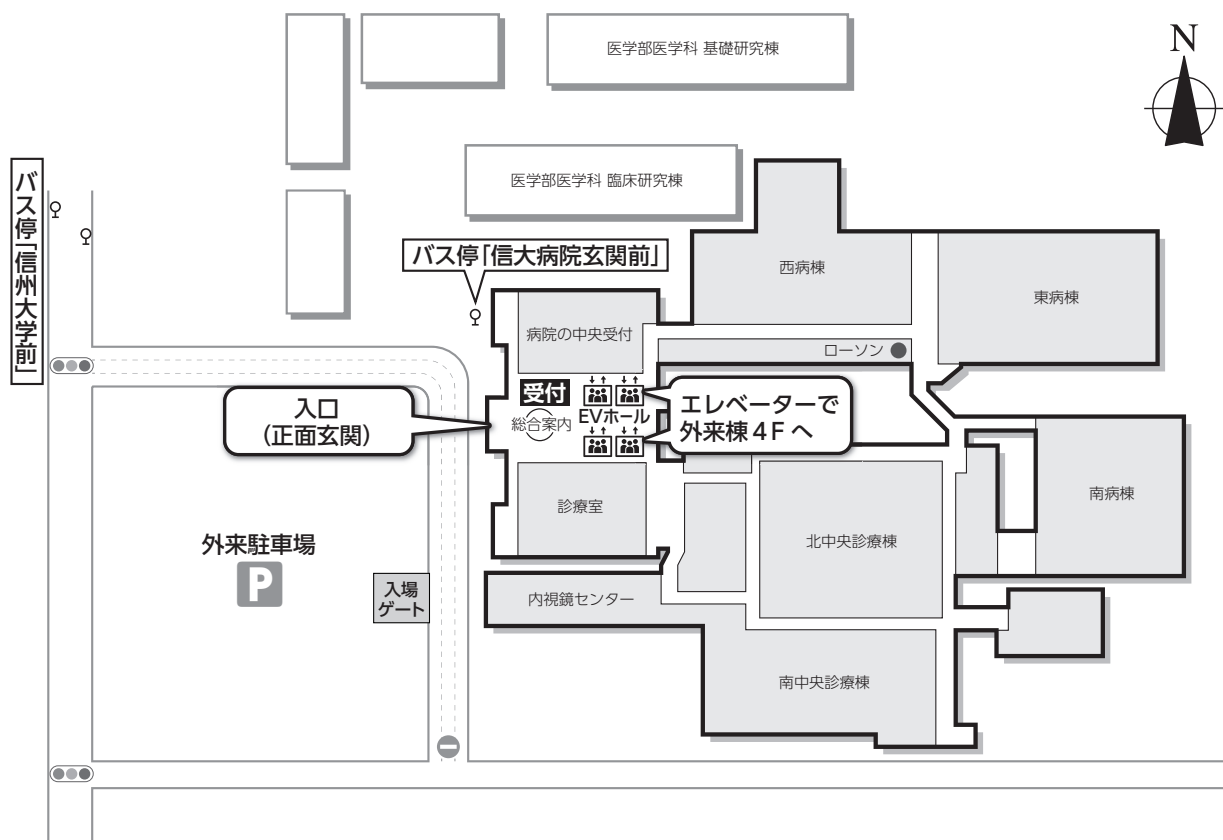 医学部医学科 基礎研究棟
N
医学部医学科 臨床研究棟
バス停「信州大学前」
バス停「信大病院玄関前」
西病棟
東病棟
病院の中央受付
ローソン
受付
入口
(正面玄関)
総合案内
EVホール
エレベーターで
外来棟4Fへ
診療室
南病棟
北中央診療棟
外来駐車場
P
入場
ゲート
内視鏡センター
南中央診療棟